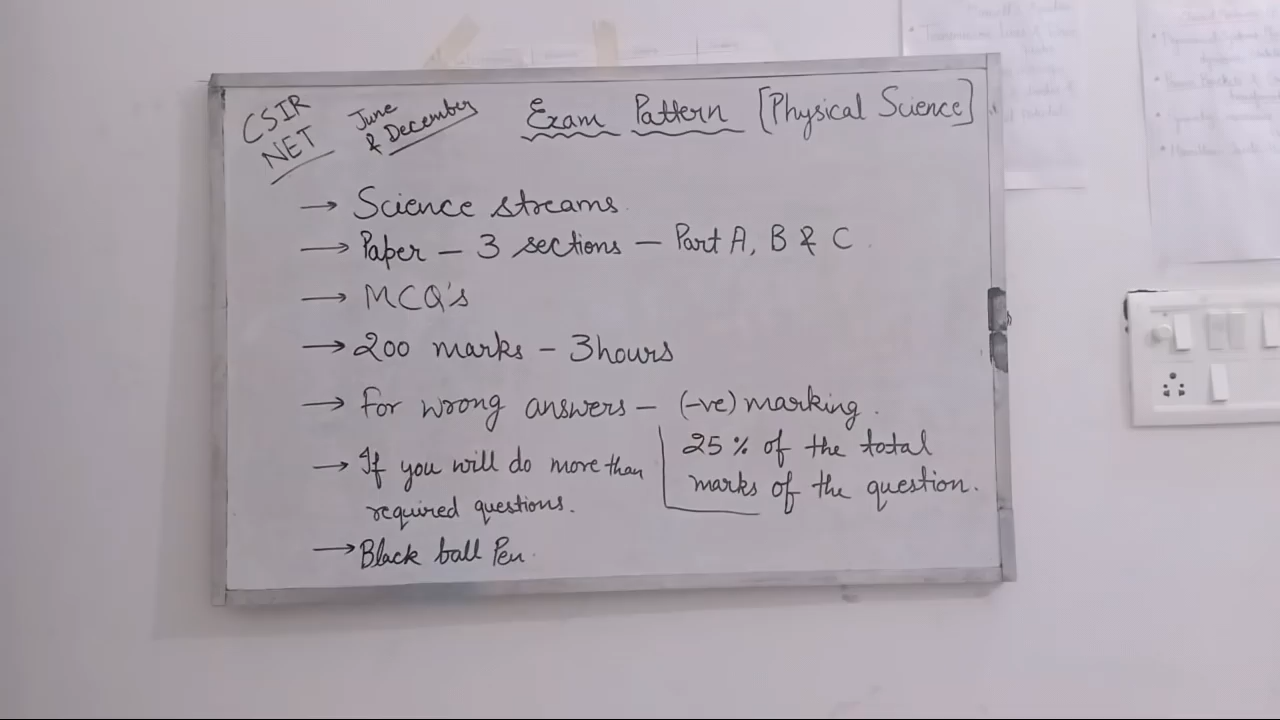 CSIR
NET
June
& December
Exam Pattern [Physical Science]
→ Science streams.
→ Paper – 3 sections – Part A, B & C.
→ MCQ's
→ 200 marks – 3 hours
→ For wrong answers – (-ve) marking.
25% of the total
marks of the question.
→ If you will do more than
required questions.
→ Black ball Pen.